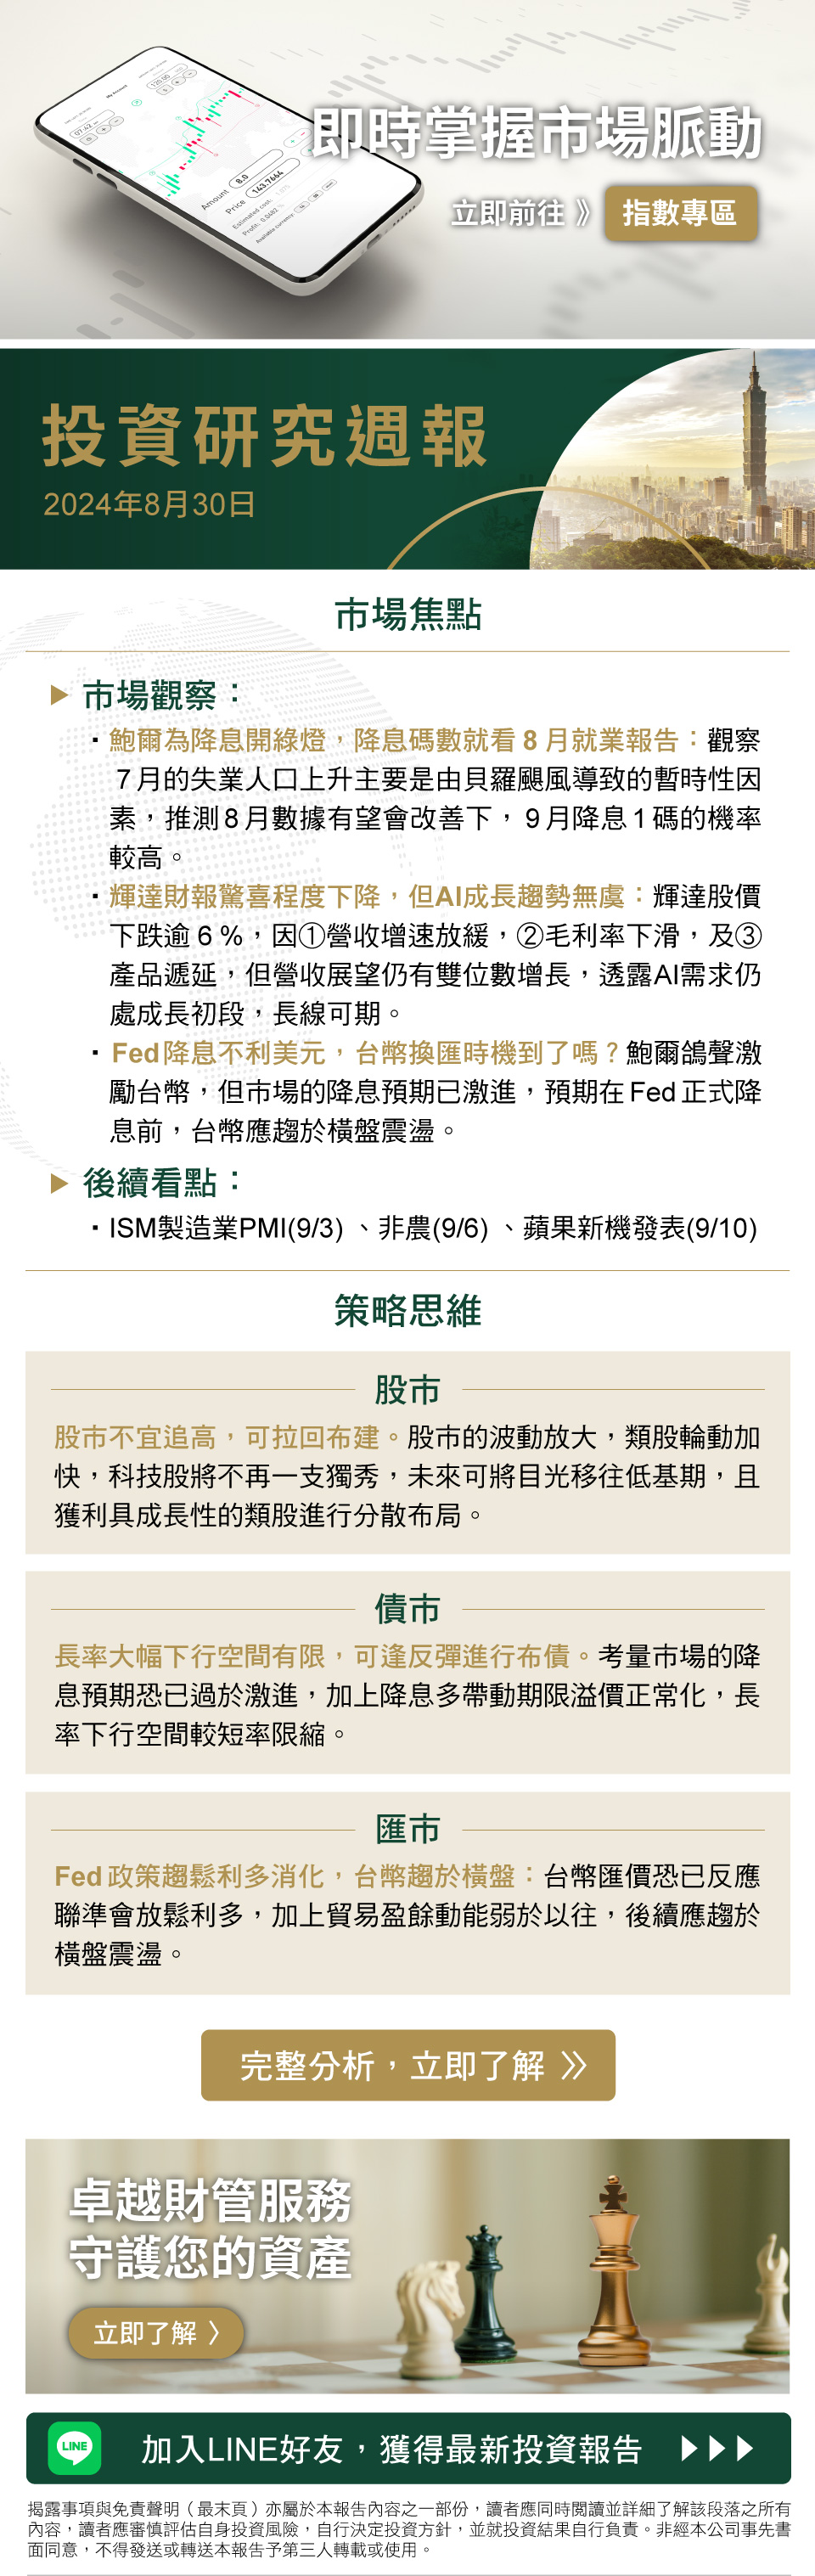 My Account
07.42
120.00
Amount 8.0
Price 143.7664
Estimated cost:
Profit: 0.0482 %
Available currency:
即時掌握市場脈動
立即前往 》 指數專區
投資研究週報
2024年8月30日
市場焦點
▶ 市場觀察：
▪ 鮑爾為降息開綠燈，降息碼數就看 8 月就業報告：觀察
7月的失業人口上升主要是由貝羅颶風導致的暫時性因
素，推測8月數據有望會改善下，9月降息1碼的機率
較高。
▪ 輝達財報驚喜程度下降，但AI成長趨勢無虞：輝達股價
下跌逾 6 %，因①營收增速放緩，②毛利率下滑，及③
產品遞延，但營收展望仍有雙位數增長，透露AI需求仍
處成長初段，長線可期。
▪ Fed降息不利美元，台幣換匯時機到了嗎？鮑爾鴿聲激
勵台幣，但市場的降息預期已激進，預期在 Fed 正式降
息前，台幣應趨於橫盤震盪。
▶ 後續看點：
▪ ISM製造業PMI(9/3) 、非農(9/6) 、蘋果新機發表(9/10)
策略思維
股市
股市不宜追高，可拉回布建。股市的波動放大，類股輪動加
快，科技股將不再一支獨秀，未來可將目光移往低基期，且
獲利具成長性的類股進行分散布局。
債市
長率大幅下行空間有限，可逢反彈進行布債。考量市場的降
息預期恐已過於激進，加上降息多帶動期限溢價正常化，長
率下行空間較短率限縮。
匯市
Fed 政策趨鬆利多消化，台幣趨於橫盤：台幣匯價恐已反應
聯準會放鬆利多，加上貿易盈餘動能弱於以往，後續應趨於
橫盤震盪。
完整分析，立即了解 》
卓越財管服務
守護您的資產
立即了解 〉
LINE 加入LINE好友，獲得最新投資報告 ▶▶▶
揭露事項與免責聲明（最末頁）亦屬於本報告內容之一部份，讀者應同時閱讀並詳細了解該段落之所有
內容，讀者應審慎評估自身投資風險，自行決定投資方針，並就投資結果自行負責。非經本公司事先書
面同意，不得發送或轉送本報告予第三人轉載或使用。